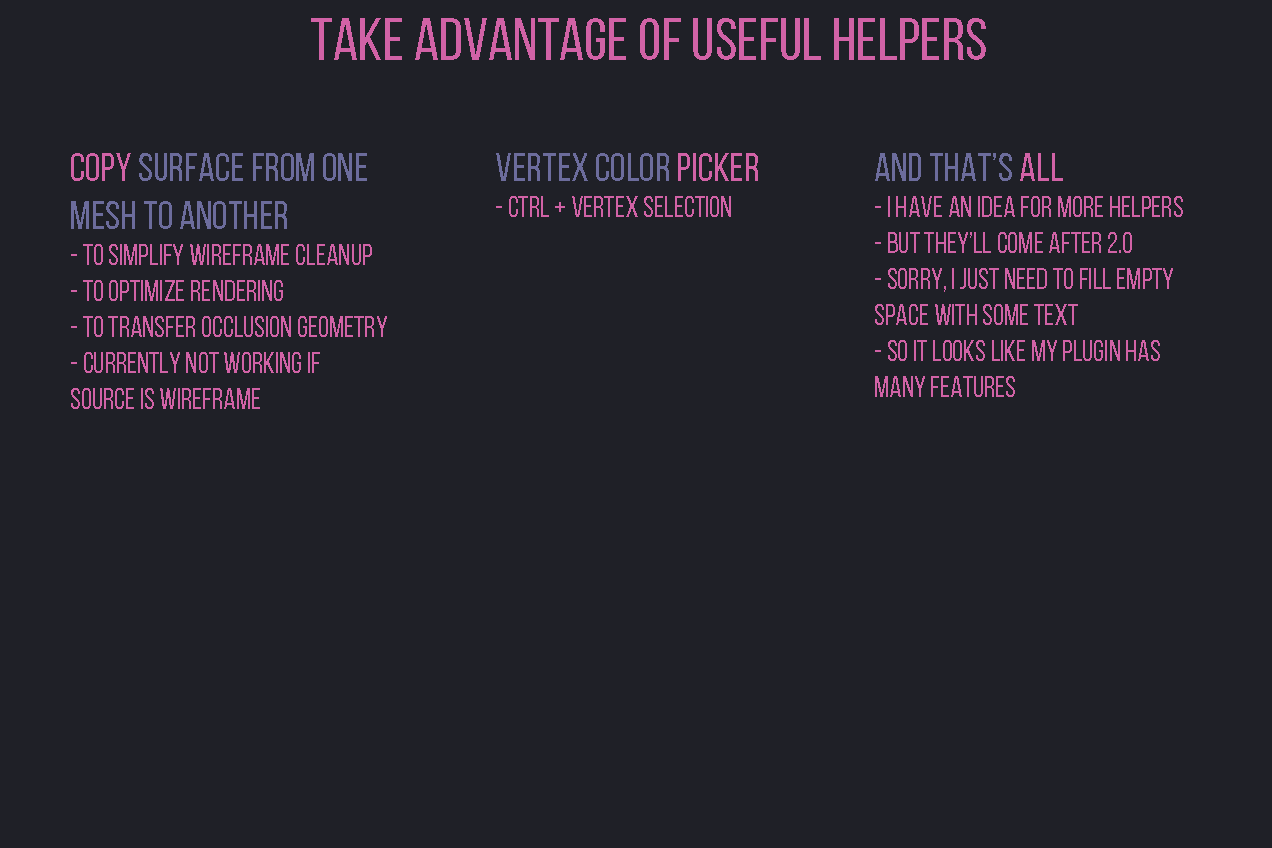 TAKE ADVANTAGE OF USEFUL HELPERS
COPY SURFACE FROM ONE
MESH TO ANOTHER
- TO SIMPLIFY WIREFRAME CLEANUP
- TO OPTIMIZE RENDERING
- TO TRANSFER OCCLUSION GEOMETRY
- CURRENTLY NOT WORKING IF
SOURCE IS WIREFRAME
VERTEX COLOR PICKER
- CTRL + VERTEX SELECTION
AND THAT'S ALL
- I HAVE AN IDEA FOR MORE HELPERS
- BUT THEY'LL COME AFTER 2.0
- SORRY, I JUST NEED TO FILL EMPTY
SPACE WITH SOME TEXT
- SO IT LOOKS LIKE MY PLUGIN HAS
MANY FEATURES